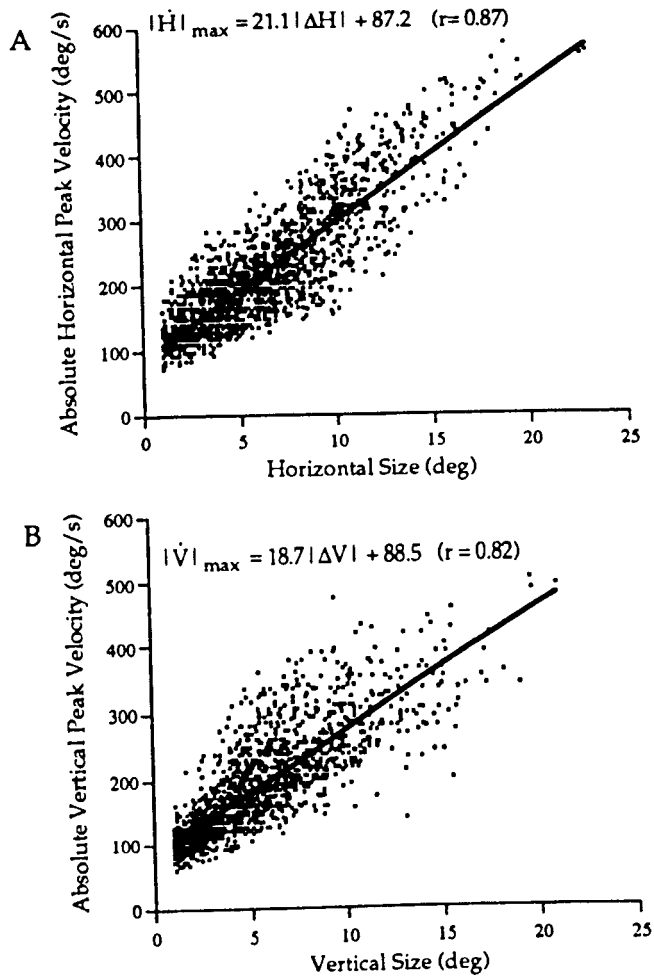 A
|Ḣ| max = 21.1|ΔH| + 87.2 (r= 0.87)
Absolute Horizontal Peak Velocity (deg/s)
600
500
400
300
200
100
0
0 5 10 15 20 25
Horizontal Size (deg)
B
|V̇| max = 18.7|ΔV| + 88.5 (r = 0.82)
Absolute Vertical Peak Velocity (deg/s)
600
500
400
300
200
100
0
0 5 10 15 20 25
Vertical Size (deg)